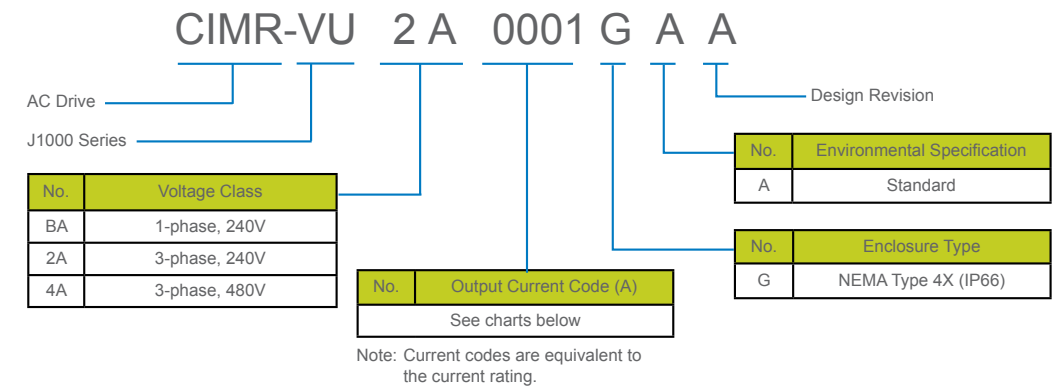 CIMR-VU 2 A 0001 G A A
AC Drive
Design Revision
J1000 Series
No. Environmental Specification
A Standard
No. Voltage Class
BA 1-phase, 240V
2A 3-phase, 240V
4A 3-phase, 480V
No. Enclosure Type
G NEMA Type 4X (IP66)
No. Output Current Code (A)
See charts below
Note: Current codes are equivalent to
the current rating.